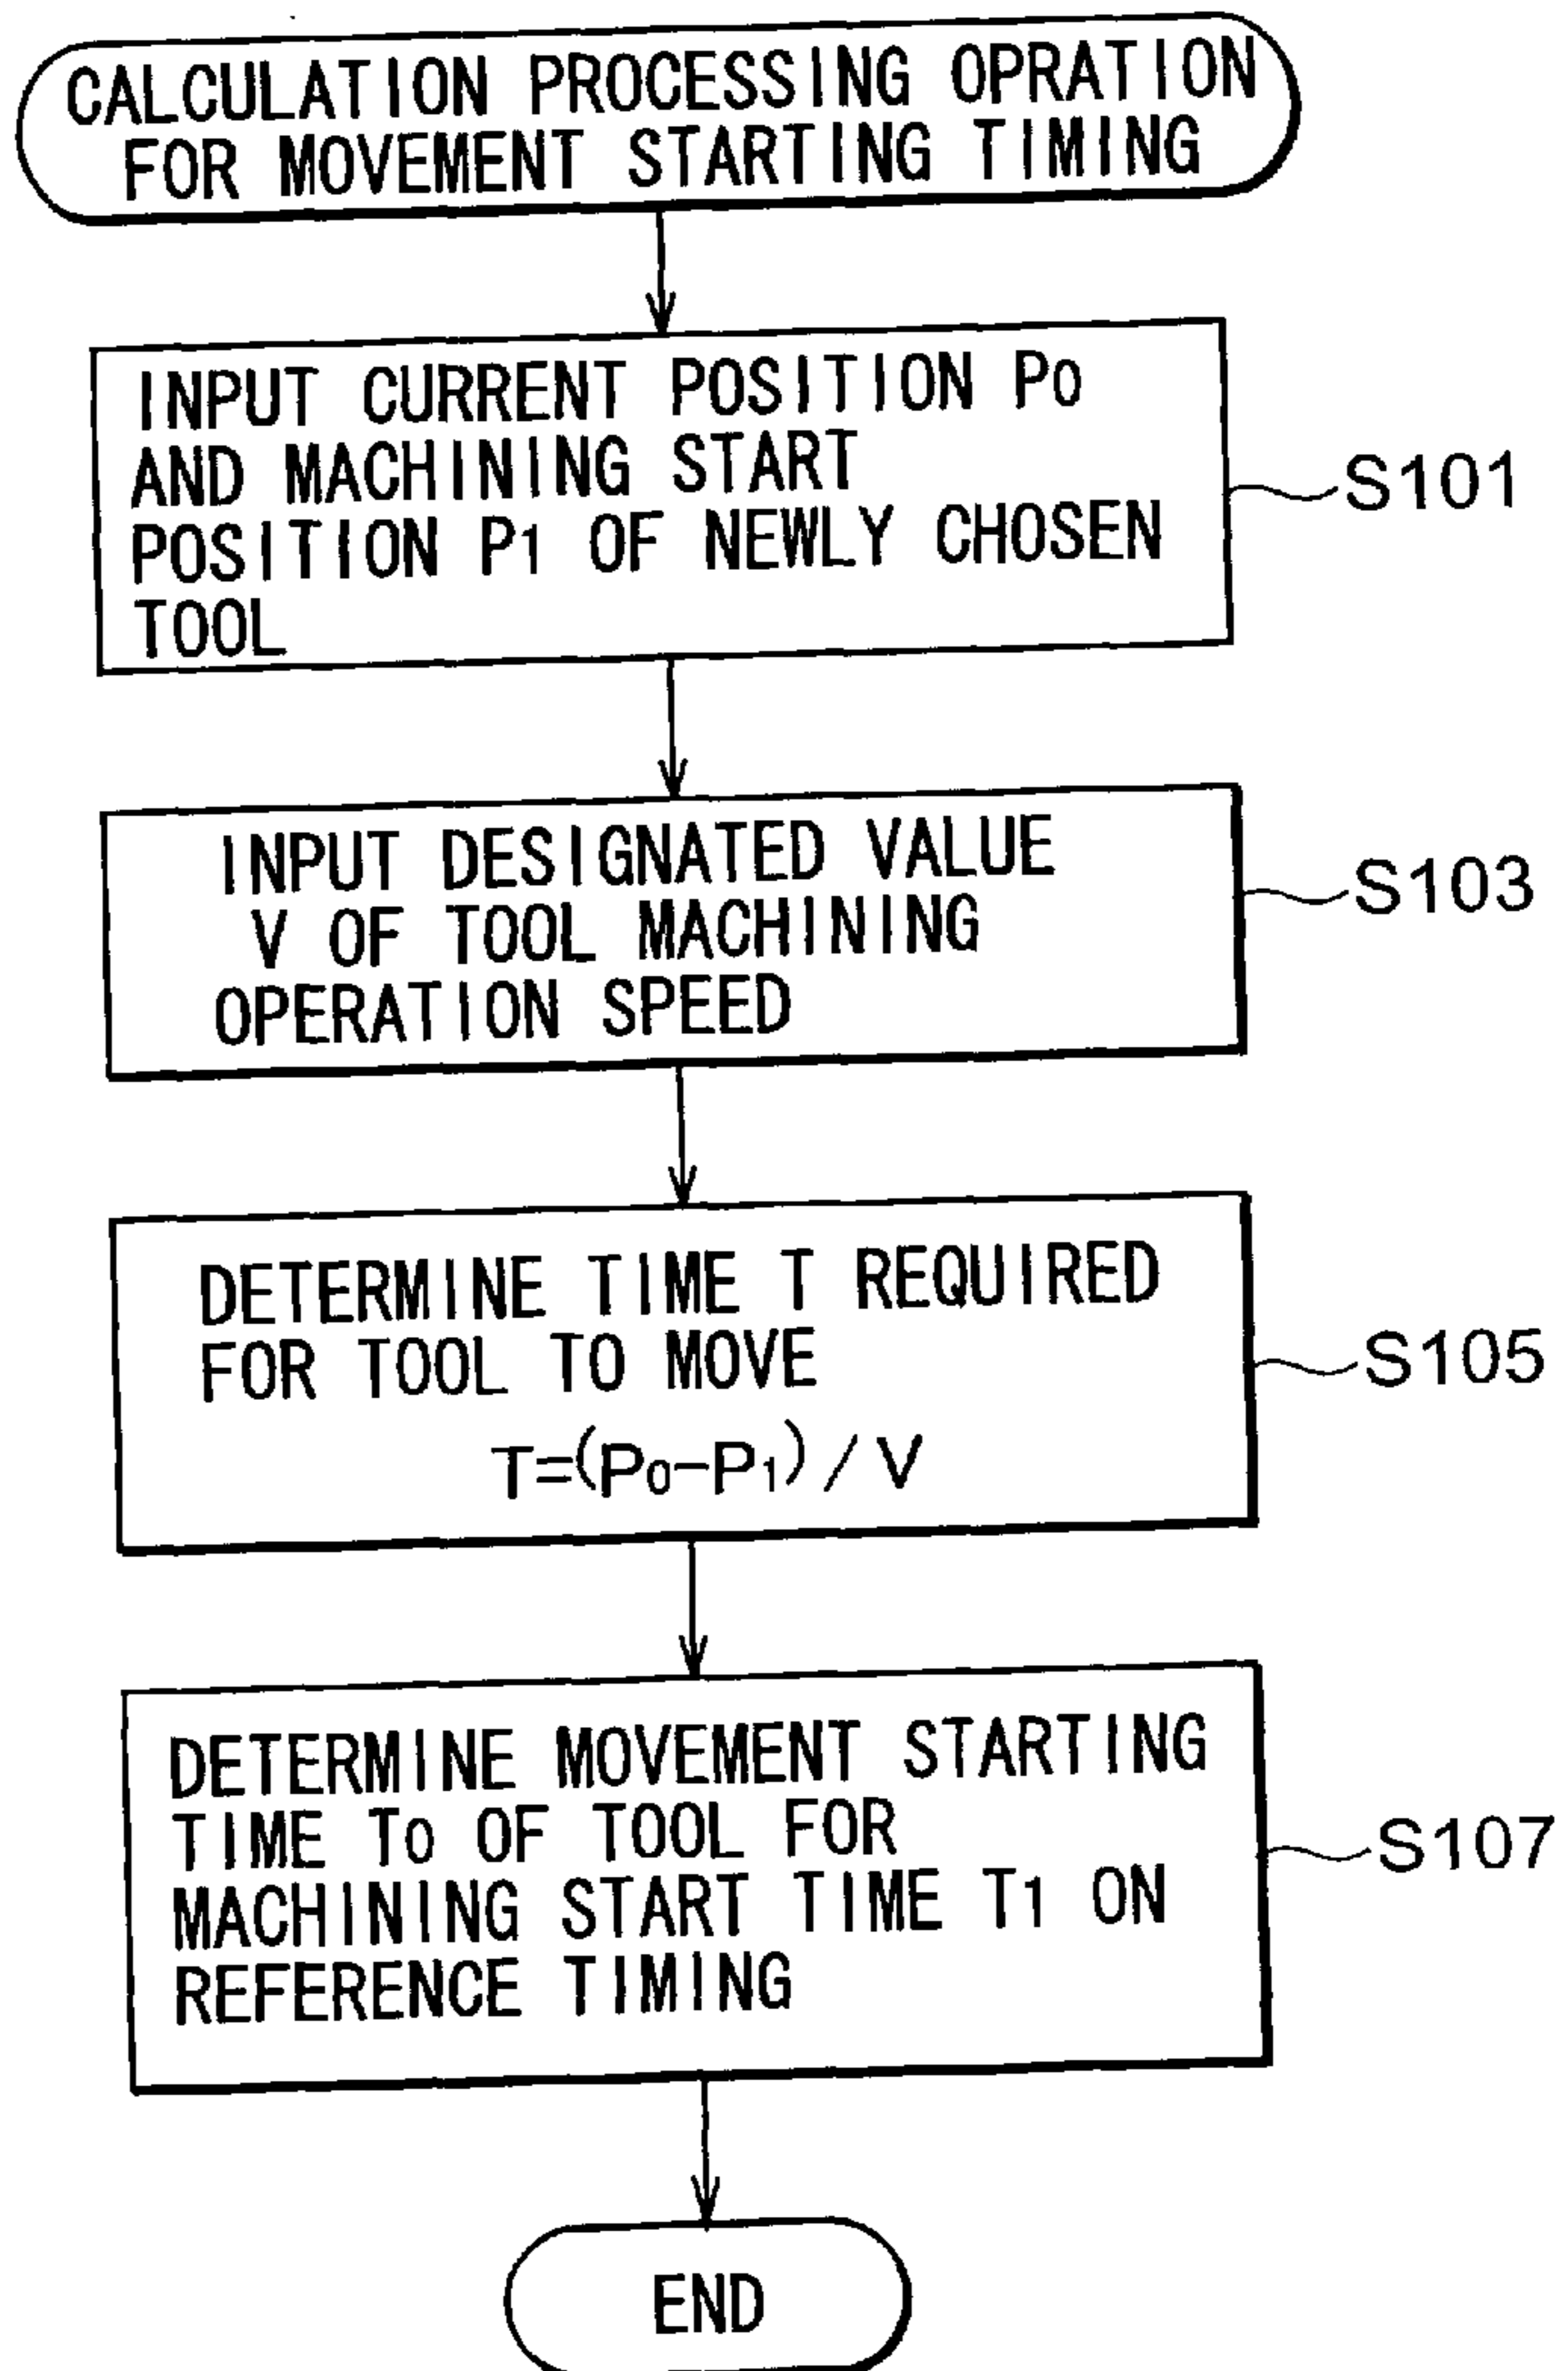 CALCULATION PROCESSING OPRATION
FOR MOVEMENT STARTING TIMING
INPUT CURRENT POSITION P0
AND MACHINING START
POSITION P1 OF NEWLY CHOSEN
TOOL
S101
INPUT DESIGNATED VALUE
V OF TOOL MACHINING
OPERATION SPEED
S103
DETERMINE TIME T REQUIRED
FOR TOOL TO MOVE
T=(P0-P1)/V
S105
DETERMINE MOVEMENT STARTING
TIME T0 OF TOOL FOR
MACHINING START TIME T1 ON
REFERENCE TIMING
S107
END